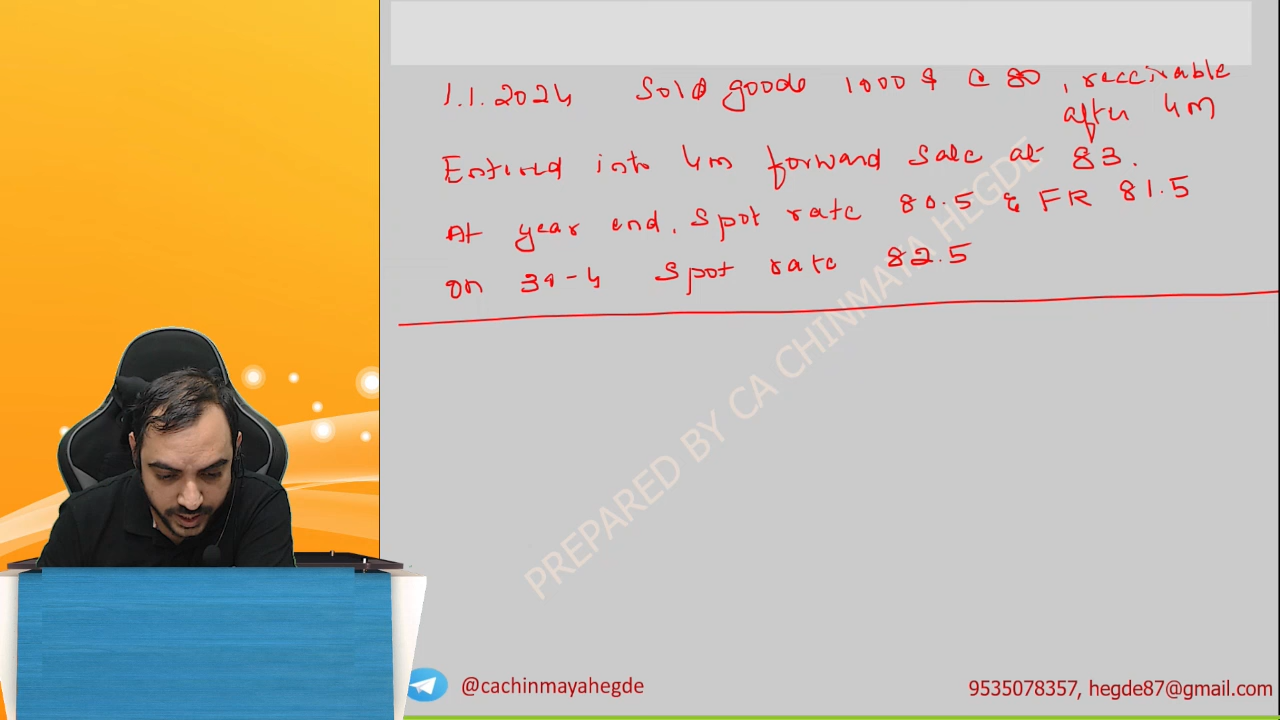 1.1.2024 Sold goods 1000 $ @ 80, receivable
after 4m
Entered into 4m forward sale at 83.
At year end, spot rate 80.5 & FR 81.5
on 30-4 spot rate 82.5
PREPARED BY CA CHINMAYA HEGDE
@cachinmayahegde
9535078357, hegde87@gmail.com